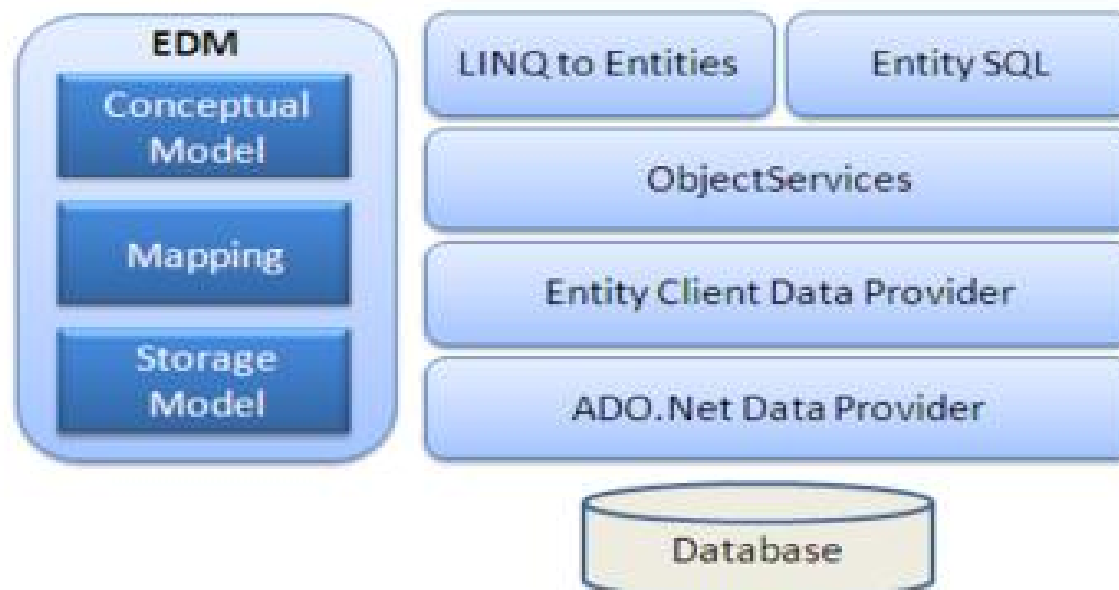 EDM
Conceptual
Model
Mapping
Storage
Model
LINQ to Entities
Entity SQL
ObjectServices
Entity Client Data Provider
ADO.Net Data Provider
Database